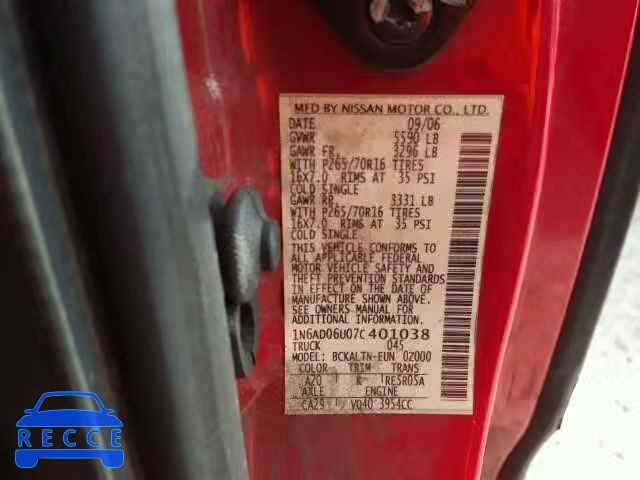 MFD BY NISSAN MOTOR CO., LTD.
DATE 09/06
GVWR 5590 LB
GAWR FR. 3296 LB
WITH P265/70R16 TIRES
16X7.0 RIMS AT 35 PSI
COLD SINGLE
GAWR RR. 3331 LB
WITH P265/70R16 TIRES
16X7.0 RIMS AT 35 PSI
COLD SINGLE
THIS VEHICLE CONFORMS TO
ALL APPLICABLE FEDERAL
MOTOR VEHICLE SAFETY AND
THEFT PREVENTION STANDARDS
IN EFFECT ON THE DATE OF
MANUFACTURE SHOWN ABOVE.
SEE OWNERS MANUAL FOR
ADDITIONAL PARTICULARS.
1N6AD06U07C401038
TRUCK 045
MODEL: BCKALTN-EUN 0Z000
COLOR TRIM TRANS
A20 K TRE5R05A
AXLE ENGINE
CA29 VQ40 3954CC
RECCE